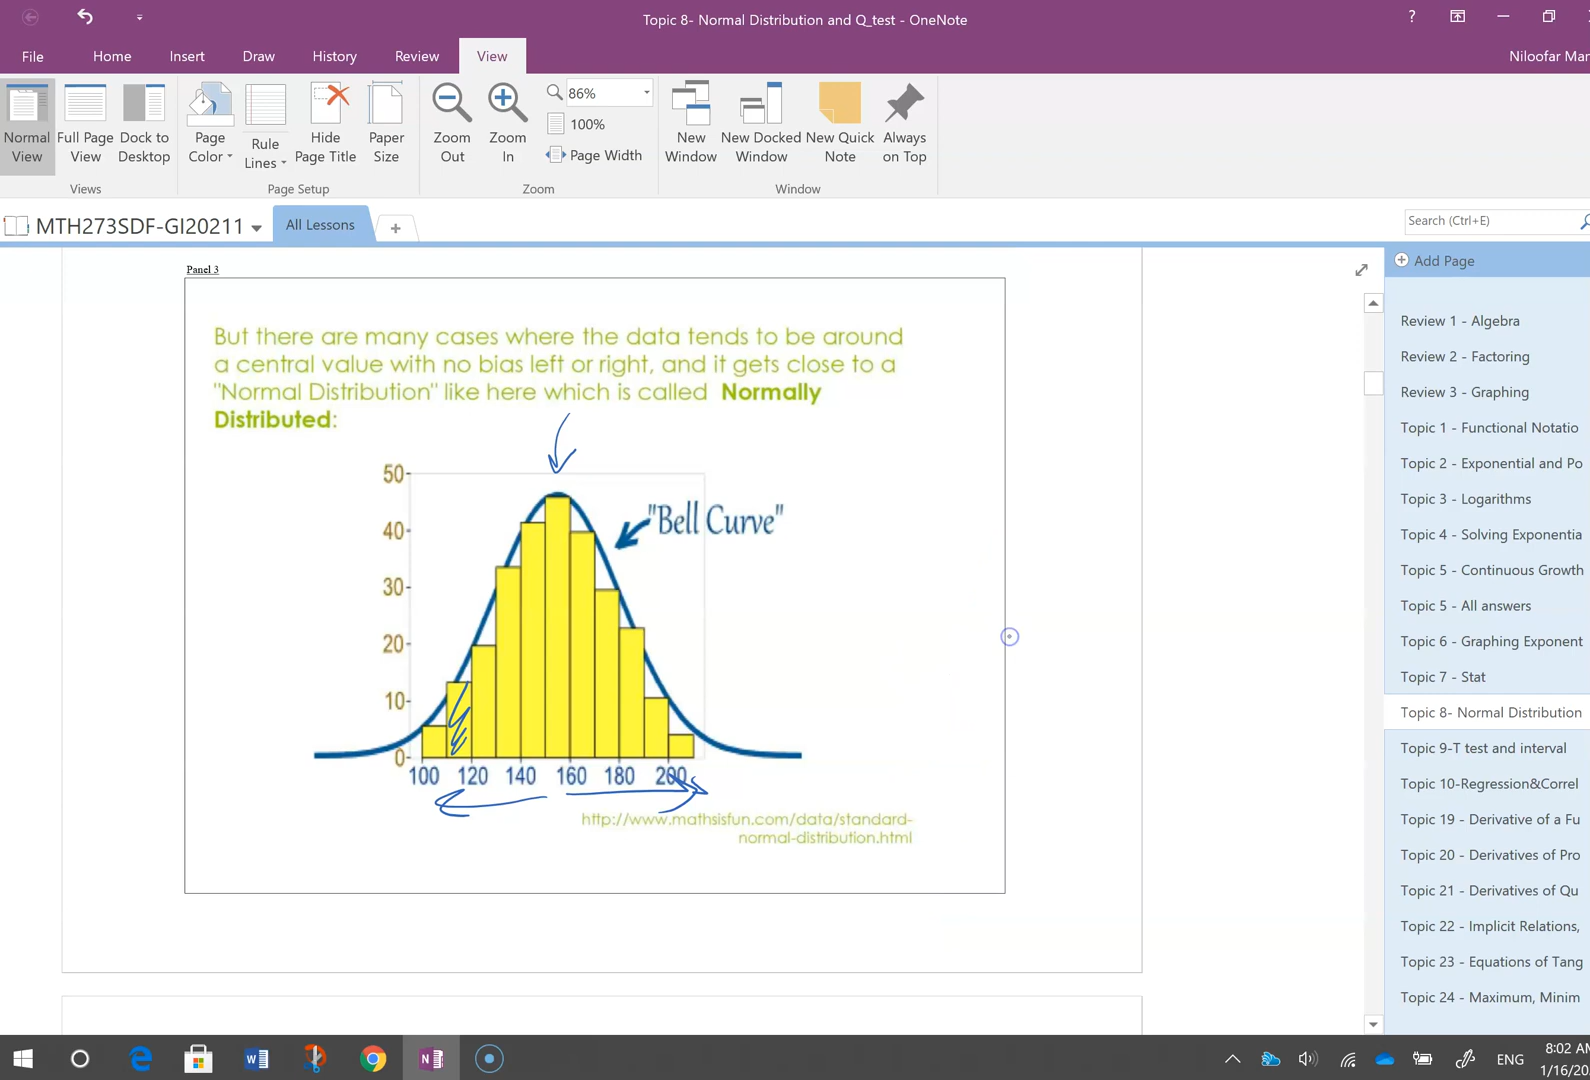 Topic 8- Normal Distribution and Q_test - OneNote
?
File
Home
Insert
Draw
History
Review
View
Niloofar Mar
Normal View
Full Page View
Dock to Desktop
Page Color
Rule Lines
Hide Page Title
Paper Size
Zoom Out
Zoom In
86%
100%
Page Width
New Window
New Docked Window
New Quick Note
Always on Top
Views
Page Setup
Zoom
Window
MTH273SDF-GI20211
All Lessons
+
Search (Ctrl+E)
Panel 3
But there are many cases where the data tends to be around
a central value with no bias left or right, and it gets close to a
"Normal Distribution" like here which is called Normally
Distributed:
50
40
30
20
10
0
"Bell Curve"
100 120 140 160 180 200
http://www.mathsisfun.com/data/standard-
normal-distribution.html
Add Page
Review 1 - Algebra
Review 2 - Factoring
Review 3 - Graphing
Topic 1 - Functional Notatio
Topic 2 - Exponential and Po
Topic 3 - Logarithms
Topic 4 - Solving Exponentia
Topic 5 - Continuous Growth
Topic 5 - All answers
Topic 6 - Graphing Exponent
Topic 7 - Stat
Topic 8- Normal Distribution
Topic 9-T test and interval
Topic 10-Regression&Correl
Topic 19 - Derivative of a Fu
Topic 20 - Derivatives of Pro
Topic 21 - Derivatives of Qu
Topic 22 - Implicit Relations,
Topic 23 - Equations of Tang
Topic 24 - Maximum, Minim
ENG
8:02 AM
1/16/20